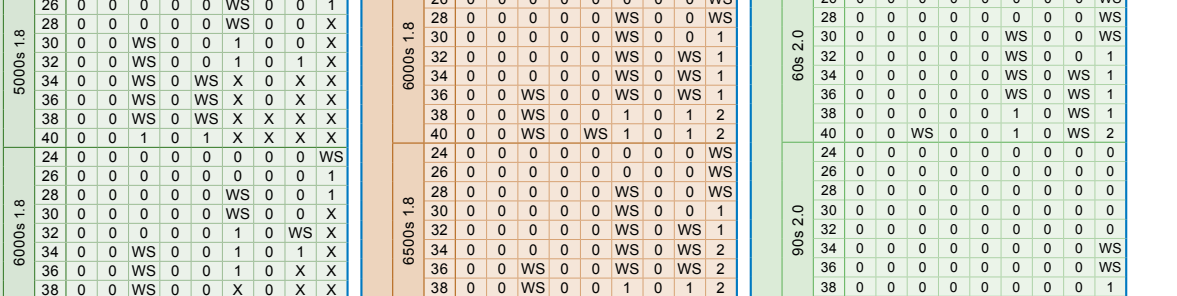 5000s 1.8
26 0 0 0 0 0 WS 0 0 1
28 0 0 0 0 0 WS 0 0 X
30 0 0 WS 0 0 1 0 0 X
32 0 0 WS 0 0 1 0 1 X
34 0 0 WS 0 WS X 0 X X
36 0 0 WS 0 WS X 0 X X
38 0 0 WS 0 WS X X X X
40 0 0 1 0 1 X X X X
6000s 1.8
24 0 0 0 0 0 0 0 0 WS
26 0 0 0 0 0 0 0 0 1
28 0 0 0 0 0 WS 0 0 1
30 0 0 0 0 0 WS 0 0 X
32 0 0 0 0 0 1 0 WS X
34 0 0 WS 0 0 1 0 1 X
36 0 0 WS 0 0 1 0 X X
38 0 0 WS 0 0 X 0 X X
6000s 1.8
28 0 0 0 0 0 WS 0 0 WS
30 0 0 0 0 0 WS 0 0 1
32 0 0 0 0 0 WS 0 WS 1
34 0 0 0 0 0 WS 0 WS 1
36 0 0 WS 0 0 WS 0 WS 1
38 0 0 WS 0 0 1 0 1 2
40 0 0 WS 0 WS 1 0 1 2
6500s 1.8
24 0 0 0 0 0 0 0 0 WS
26 0 0 0 0 0 0 0 0 WS
28 0 0 0 0 0 WS 0 0 WS
30 0 0 0 0 0 WS 0 0 1
32 0 0 0 0 0 WS 0 WS 1
34 0 0 0 0 0 WS 0 WS 2
36 0 0 WS 0 0 WS 0 WS 2
38 0 0 WS 0 0 1 0 1 2
60s 2.0
28 0 0 0 0 0 0 0 0 WS
30 0 0 0 0 0 WS 0 0 WS
32 0 0 0 0 0 WS 0 0 1
34 0 0 0 0 0 WS 0 WS 1
36 0 0 0 0 0 WS 0 WS 1
38 0 0 0 0 0 1 0 WS 1
40 0 0 WS 0 0 1 0 WS 2
90s 2.0
24 0 0 0 0 0 0 0 0 0
26 0 0 0 0 0 0 0 0 0
28 0 0 0 0 0 0 0 0 0
30 0 0 0 0 0 0 0 0 0
32 0 0 0 0 0 0 0 0 0
34 0 0 0 0 0 0 0 0 WS
36 0 0 0 0 0 0 0 0 WS
38 0 0 0 0 0 0 0 0 1